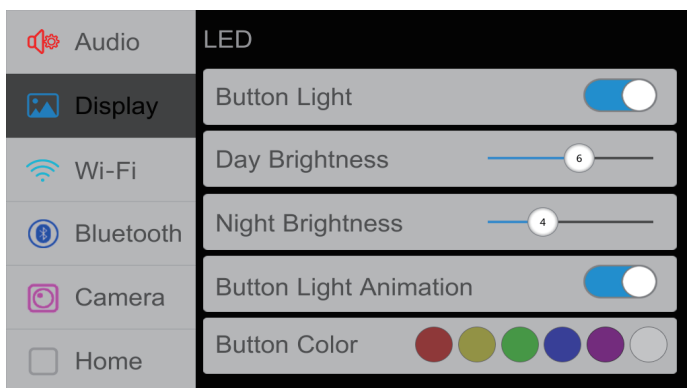 Audio
Display
Wi-Fi
Bluetooth
Camera
Home
LED
Button Light
Day Brightness
6
Night Brightness
4
Button Light Animation
Button Color